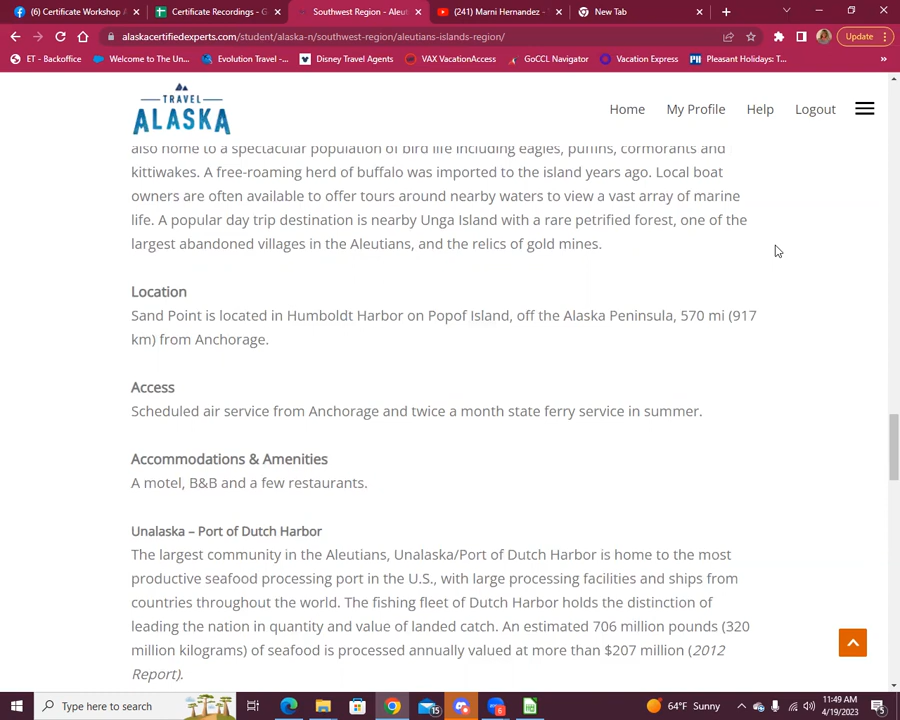 (6) Certificate Workshop A
Certificate Recordings - G
Southwest Region - Aleut
(241) Marni Hernandez -
New Tab
alaskacertifiedexperts.com/student/alaska-n/southwest-region/aleutians-islands-region/
Update
ET - Backoffice
Welcome to The Un...
Evolution Travel -...
Disney Travel Agents
VAX VacationAccess
GoCCL Navigator
Vacation Express
Pleasant Holidays: T...
TRAVEL
ALASKA
Home
My Profile
Help
Logout
also home to a spectacular population of bird life including eagles, puffins, cormorants and
kittiwakes. A free-roaming herd of buffalo was imported to the island years ago. Local boat
owners are often available to offer tours around nearby waters to view a vast array of marine
life. A popular day trip destination is nearby Unga Island with a rare petrified forest, one of the
largest abandoned villages in the Aleutians, and the relics of gold mines.
Location
Sand Point is located in Humboldt Harbor on Popof Island, off the Alaska Peninsula, 570 mi (917
km) from Anchorage.
Access
Scheduled air service from Anchorage and twice a month state ferry service in summer.
Accommodations & Amenities
A motel, B&B and a few restaurants.
Unalaska – Port of Dutch Harbor
The largest community in the Aleutians, Unalaska/Port of Dutch Harbor is home to the most
productive seafood processing port in the U.S., with large processing facilities and ships from
countries throughout the world. The fishing fleet of Dutch Harbor holds the distinction of
leading the nation in quantity and value of landed catch. An estimated 706 million pounds (320
million kilograms) of seafood is processed annually valued at more than $207 million (2012
Report).
Type here to search
15
6
64°F Sunny
11:49 AM
4/19/2023
5